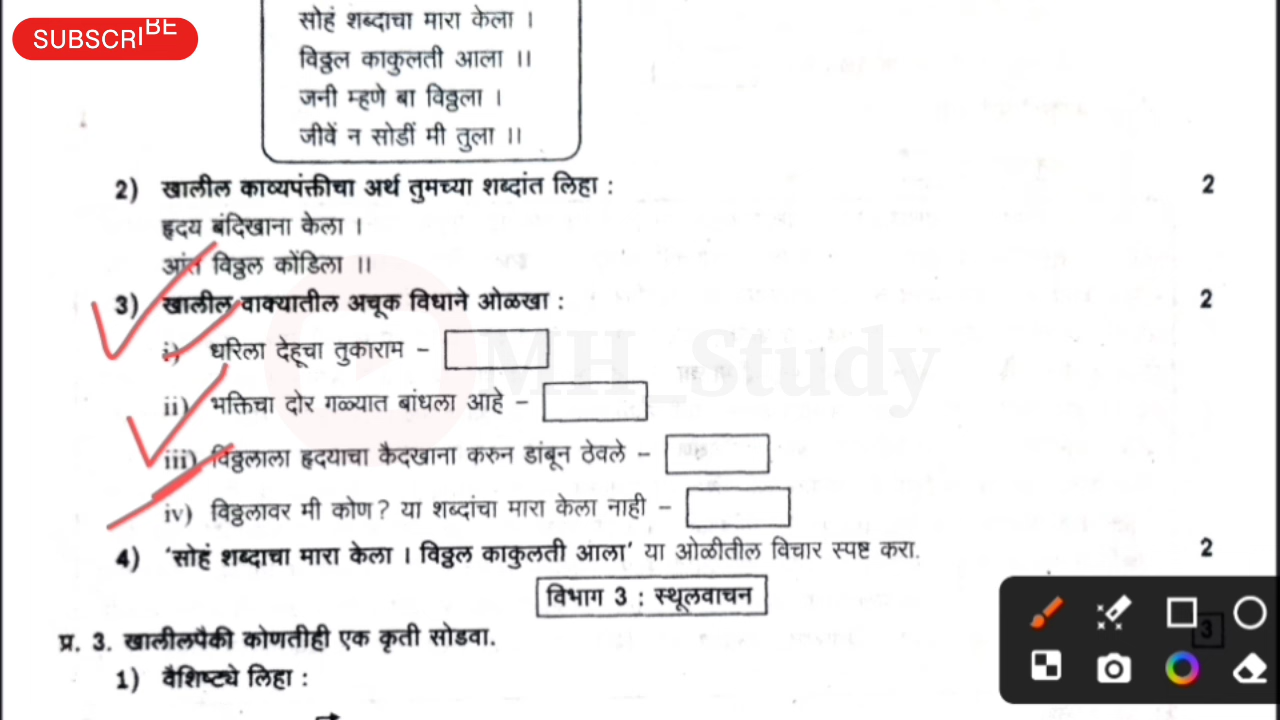 SUBSCRIBE
सोहं शब्दाचा मारा केला ।
विठ्ठल काकुलती आला ॥
जनी म्हणे बा विठ्ठला ।
जीवें न सोडीं मी तुला ॥
2) खालील काव्यपंक्तीचा अर्थ तुमच्या शब्दांत लिहा : 2
हृदय बंदिखाना केला ।
आंत विठ्ठल कोंडिला ॥
3) खालील वाक्यातील अचूक विधाने ओळखा : 2
i) धरिला देहूचा तुकाराम –
ii) भक्तिचा दोर गळ्यात बांधला आहे –
iii) विठ्ठलाला हृदयाचा कैदखाना करुन डांबून ठेवले –
iv) विठ्ठलावर मी कोण? या शब्दांचा मारा केला नाही –
MH_Study
4) ‘सोहं शब्दाचा मारा केला । विठ्ठल काकुलती आला’ या ओळीतील विचार स्पष्ट करा. 2
विभाग 3 : स्थूलवाचन
3
प्र. 3. खालीलपैकी कोणतीही एक कृती सोडवा.
1) वैशिष्ट्ये लिहा :